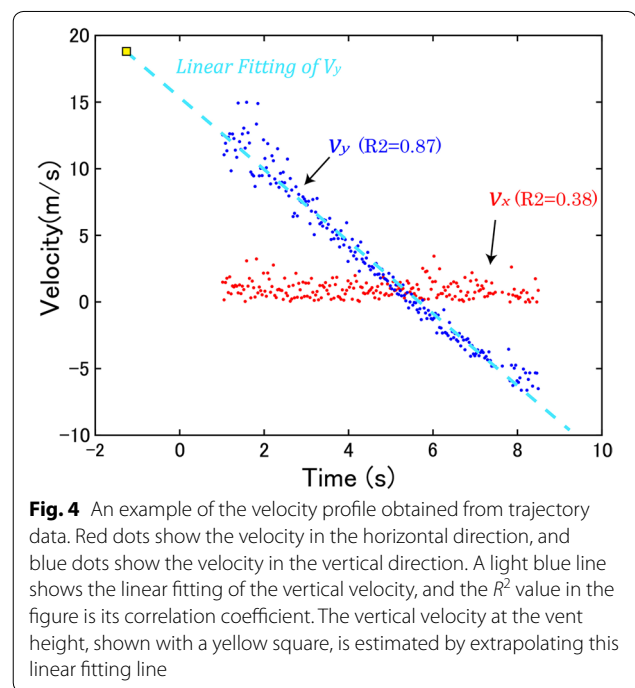 20
15
10
5
0
-5
-10
Velocity(m/s)
Linear Fitting of Vy
vy (R2=0.87)
vx (R2=0.38)
-2 0 2 4 6 8 10
Time (s)
Fig. 4 An example of the velocity profile obtained from trajectory
data. Red dots show the velocity in the horizontal direction, and
blue dots show the velocity in the vertical direction. A light blue line
shows the linear fitting of the vertical velocity, and the R² value in the
figure is its correlation coefficient. The vertical velocity at the vent
height, shown with a yellow square, is estimated by extrapolating this
linear fitting line